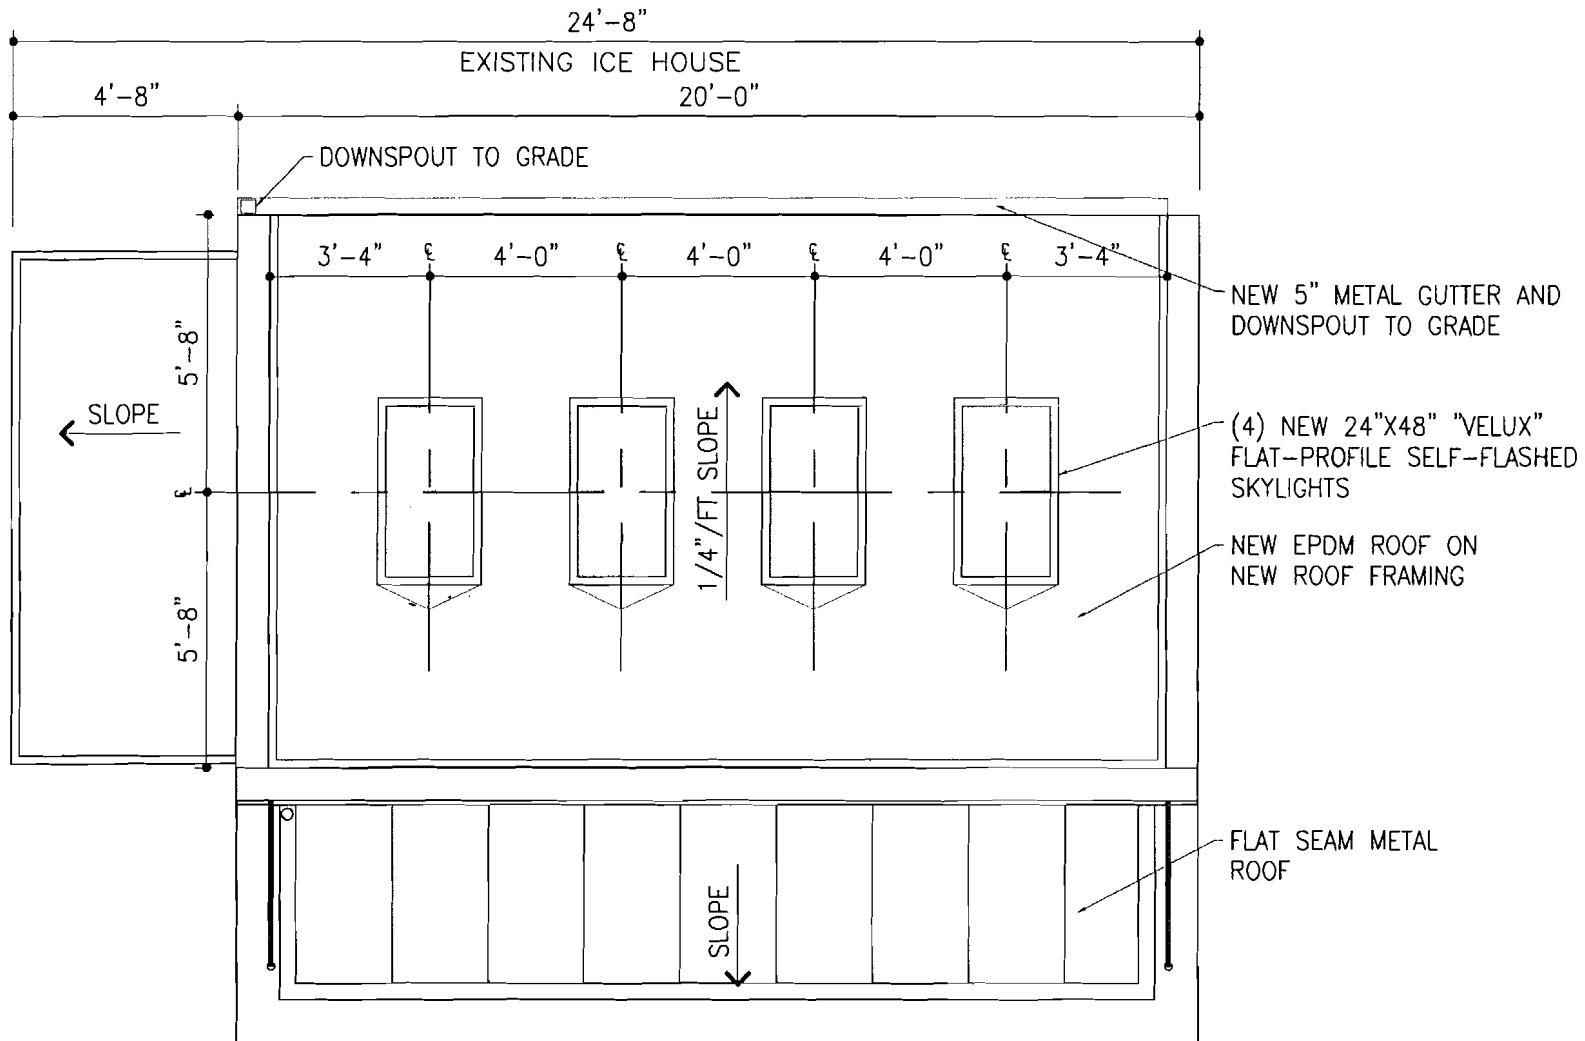 24'-8"
EXISTING ICE HOUSE
4'-8"
20'-0"
DOWNSPOUT TO GRADE
3'-4"
℄
4'-0"
℄
4'-0"
℄
4'-0"
℄
3'-4"
NEW 5" METAL GUTTER AND
DOWNSPOUT TO GRADE
5'-8"
SLOPE
1/4"/FT SLOPE
(4) NEW 24"X48" "VELUX"
FLAT-PROFILE SELF-FLASHED
SKYLIGHTS
℄
NEW EPDM ROOF ON
NEW ROOF FRAMING
5'-8"
FLAT SEAM METAL
ROOF
SLOPE